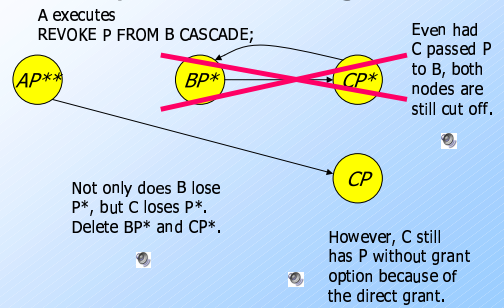 A executes
REVOKE P FROM B CASCADE;
AP**
BP*
CP*
Even had
C passed P
to B, both
nodes are
still cut off.
CP
Not only does B lose
P*, but C loses P*.
Delete BP* and CP*.
However, C still
has P without grant
option because of
the direct grant.